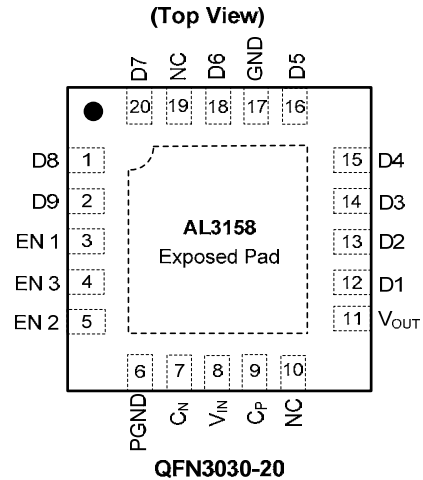 (Top View)
D7 NC D6 GND D5
20 19 18 17 16
D8 1 15 D4
D9 2 14 D3
EN 1 3 13 D2
EN 3 4 12 D1
EN 2 5 11 VOUT
AL3158
Exposed Pad
6 7 8 9 10
PGND CN VIN CP NC
QFN3030-20